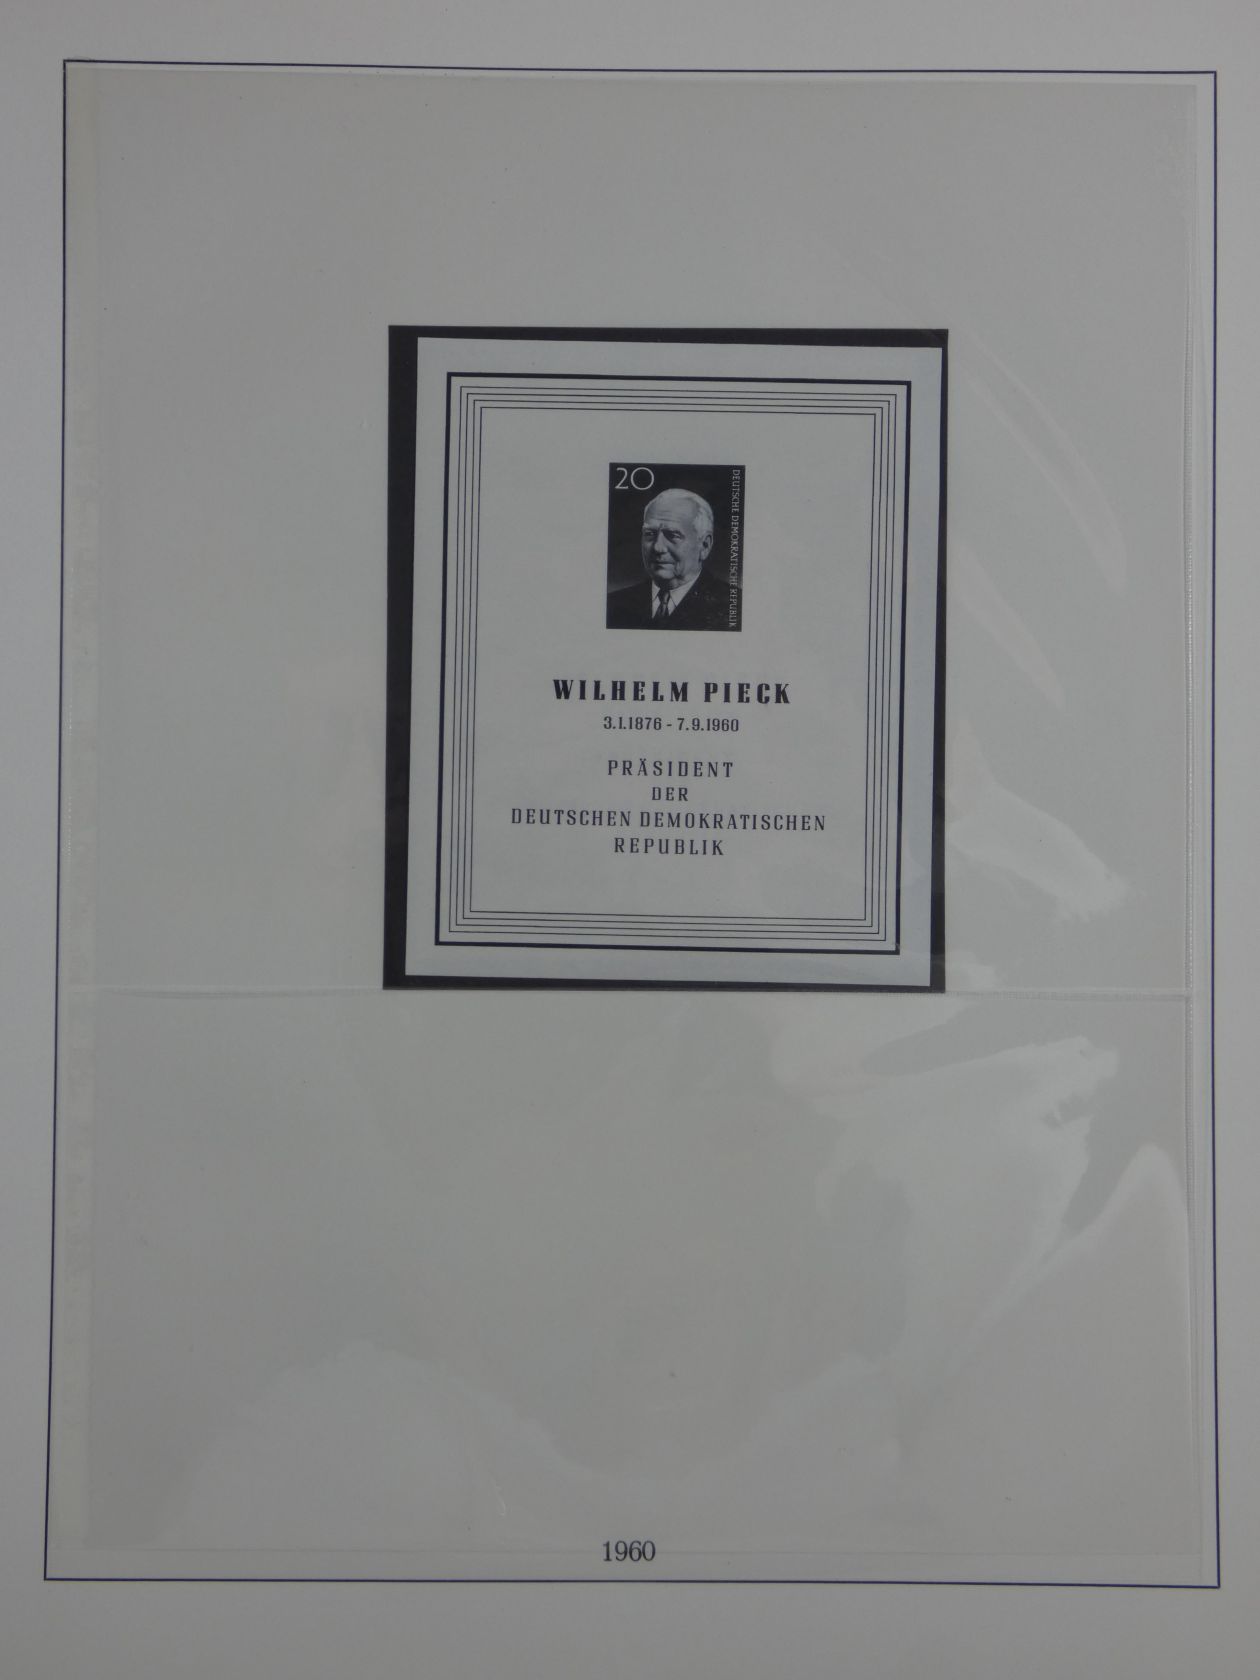 20
DEUTSCHE DEMOKRATISCHE REPUBLIK
WILHELM PIECK
3.1.1876 - 7.9.1960
PRÄSIDENT
DER
DEUTSCHEN DEMOKRATISCHEN
REPUBLIK
1960